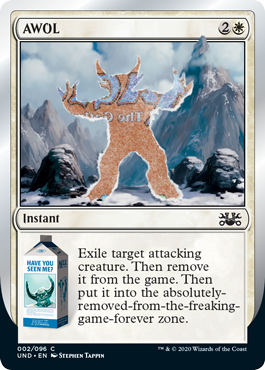 AWOL 2
Instant
HAVE YOU
SEEN ME?
Exile target attacking
creature. Then remove
it from the game. Then
put it into the absolutely-
removed-from-the-freaking-
game-forever zone.
002/096 C
UND • EN Stephen Tappin
™ & © 2020 Wizards of the Coast